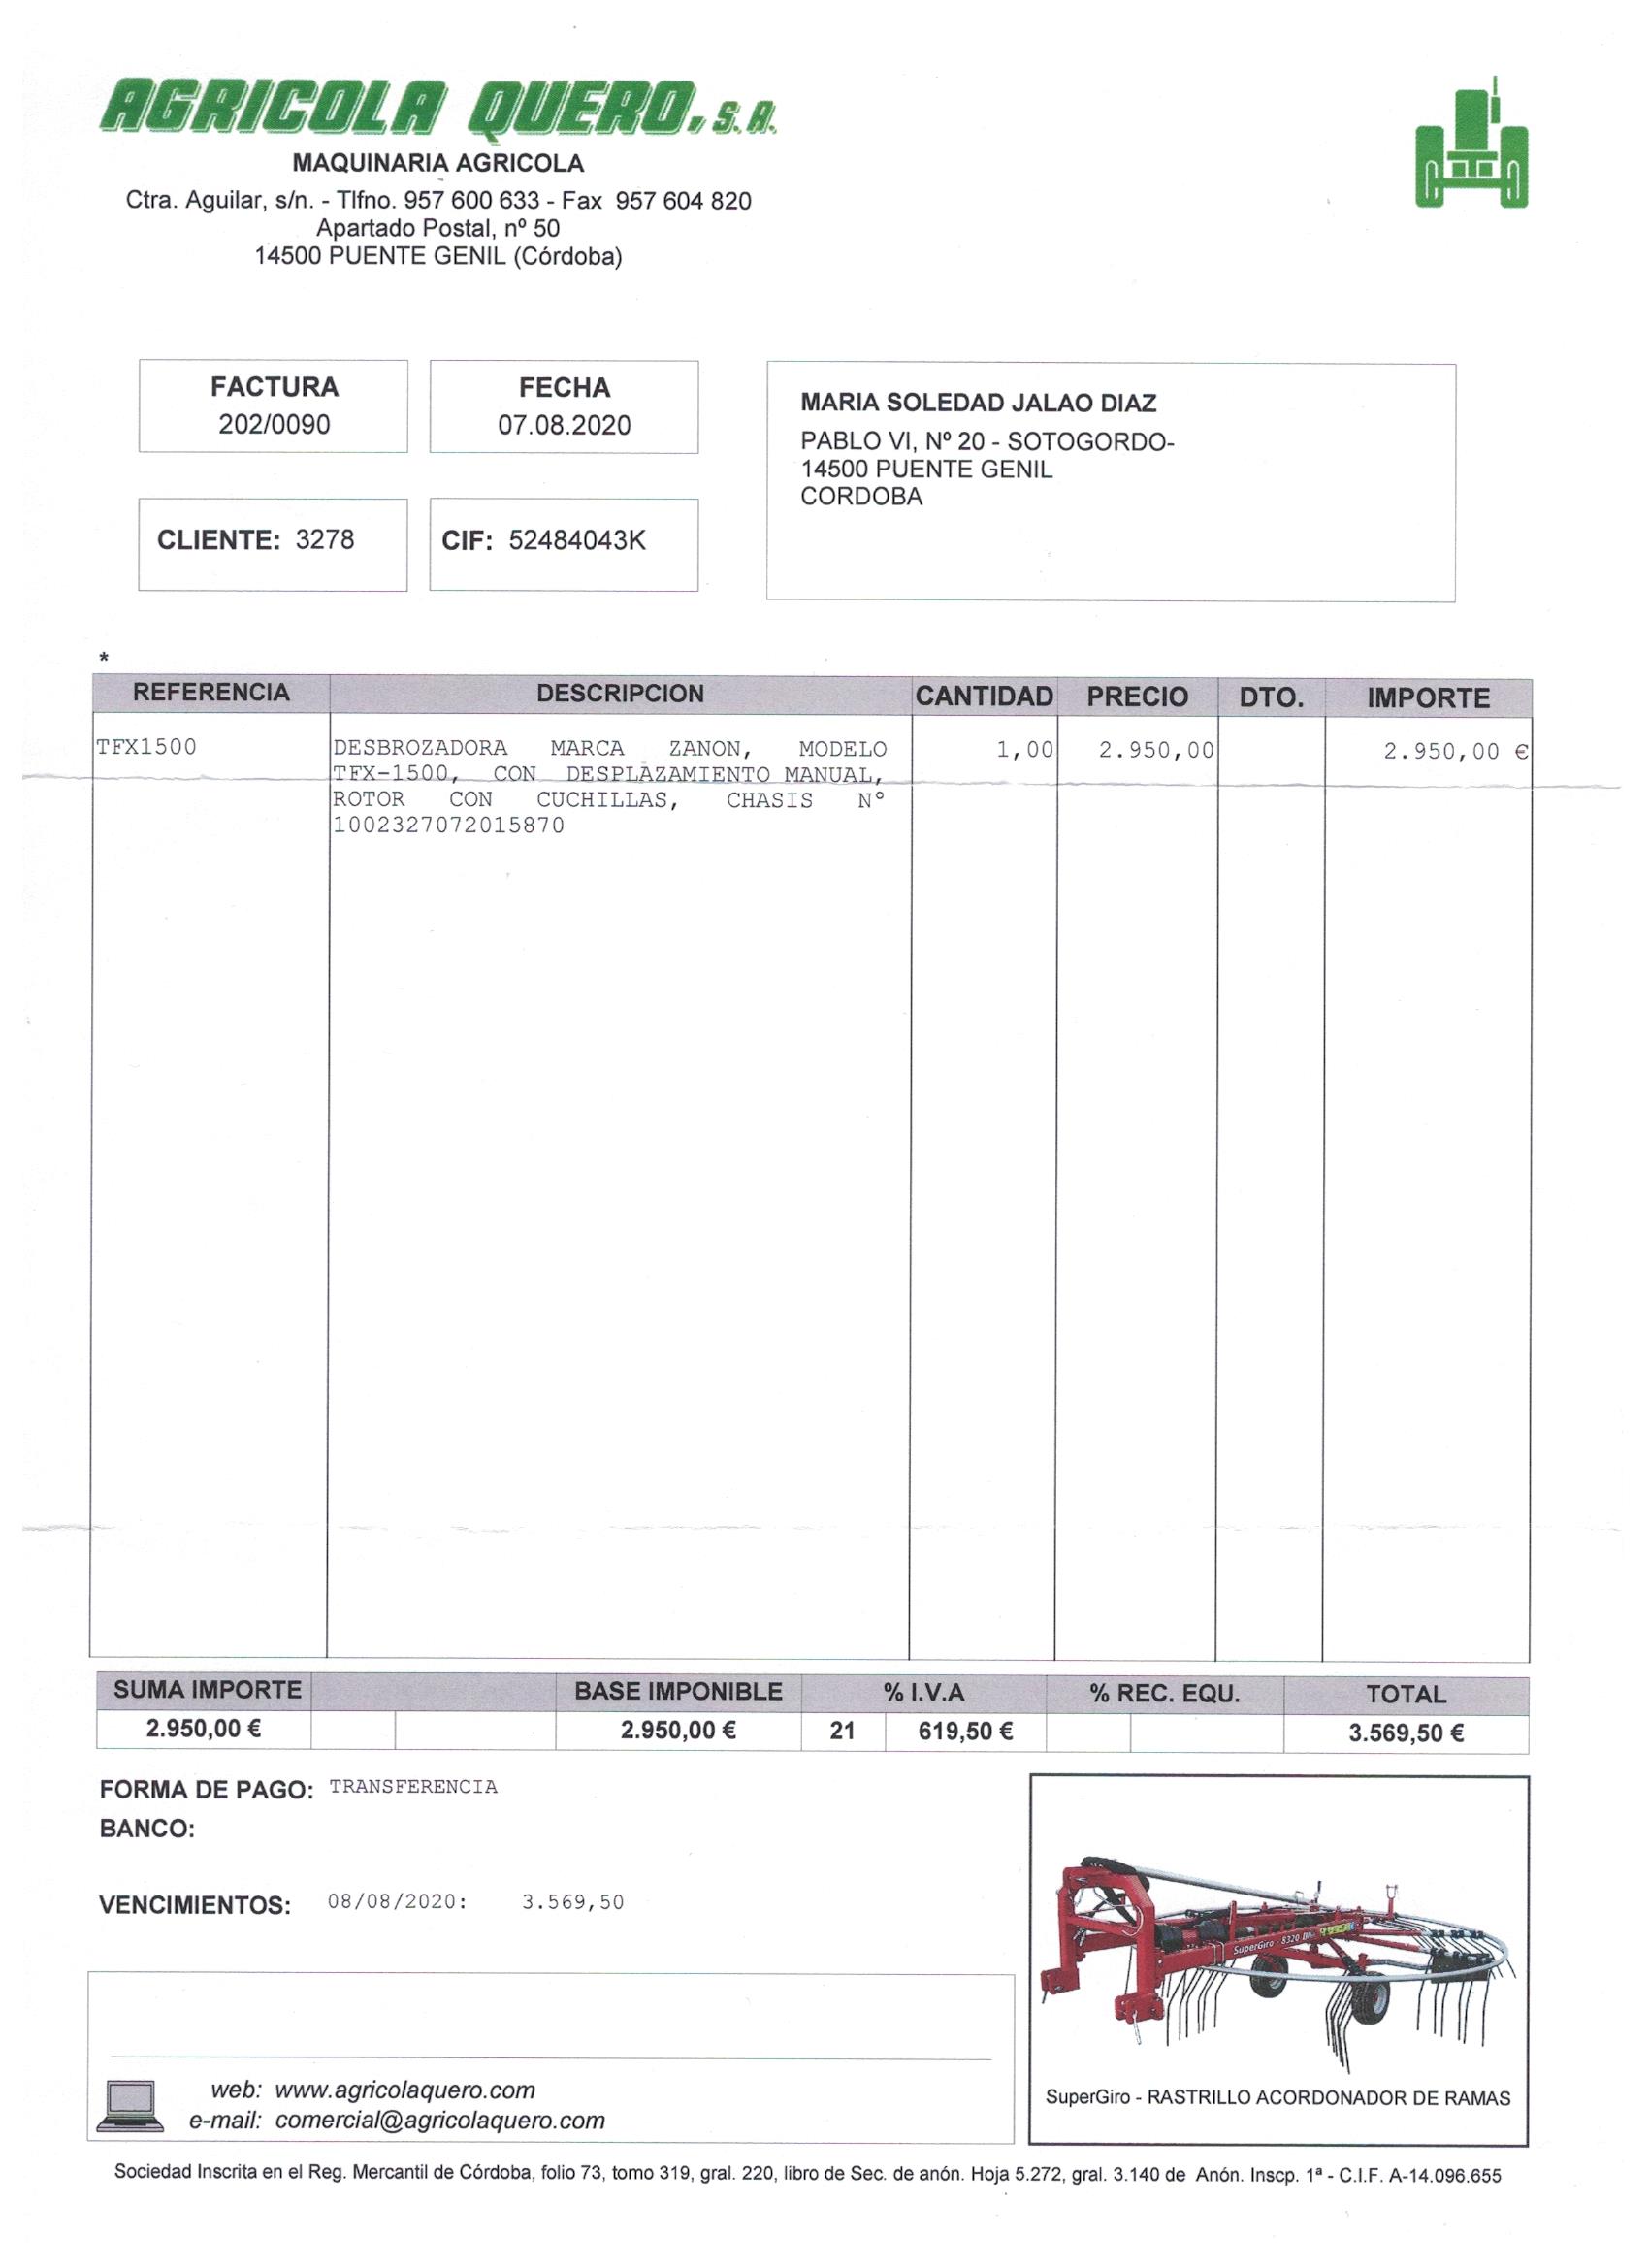 AGRICOLA QUERO, S.A.
MAQUINARIA AGRICOLA
Ctra. Aguilar, s/n. - Tlfno. 957 600 633 - Fax 957 604 820
Apartado Postal, nº 50
14500 PUENTE GENIL (Córdoba)
FACTURA
202/0090
FECHA
07.08.2020
CLIENTE: 3278
CIF: 52484043K
MARIA SOLEDAD JALAO DIAZ
PABLO VI, Nº 20 - SOTOGORDO-
14500 PUENTE GENIL
CORDOBA
*
REFERENCIA DESCRIPCION CANTIDAD PRECIO DTO. IMPORTE
TFX1500 DESBROZADORA MARCA ZANON, MODELO 1,00 2.950,00 2.950,00 €
TFX-1500, CON DESPLAZAMIENTO MANUAL,
ROTOR CON CUCHILLAS, CHASIS Nº
1002327072015870
SUMA IMPORTE BASE IMPONIBLE % I.V.A % REC. EQU. TOTAL
2.950,00 € 2.950,00 € 21 619,50 € 3.569,50 €
FORMA DE PAGO: TRANSFERENCIA
BANCO:
VENCIMIENTOS: 08/08/2020: 3.569,50
SuperGiro - 8320
SuperGiro - RASTRILLO ACORDONADOR DE RAMAS
web: www.agricolaquero.com
e-mail: comercial@agricolaquero.com
Sociedad Inscrita en el Reg. Mercantil de Córdoba, folio 73, tomo 319, gral. 220, libro de Sec. de anón. Hoja 5.272, gral. 3.140 de Anón. Inscp. 1ª - C.I.F. A-14.096.655